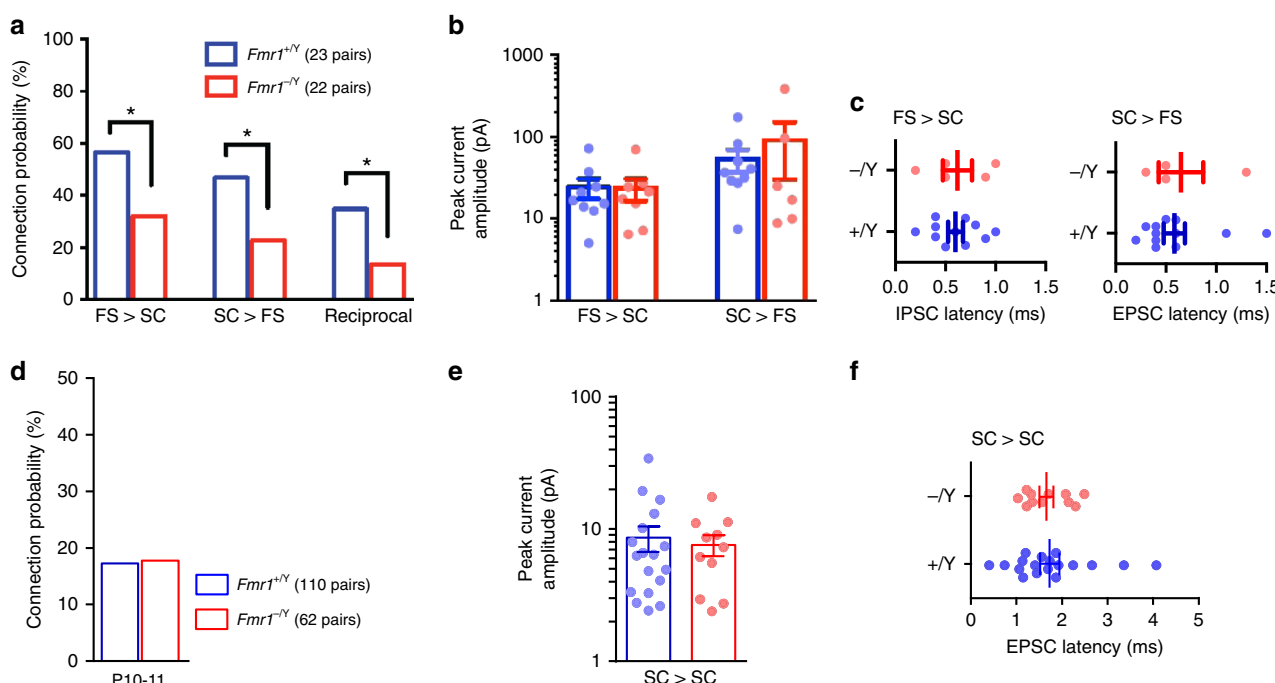 a
100
80
60
40
20
0
Connection probability (%)
Fmr1+/Y (23 pairs)
Fmr1−/Y (22 pairs)
*
*
*
FS > SC
SC > FS
Reciprocal
b
1000
100
10
1
Peak current
amplitude (pA)
FS > SC
SC > FS
c
FS > SC
−/Y
+/Y
0.0 0.5 1.0 1.5
IPSC latency (ms)
SC > FS
−/Y
+/Y
0.0 0.5 1.0 1.5
EPSC latency (ms)
d
50
40
30
20
10
0
Connection probability (%)
Fmr1+/Y (110 pairs)
Fmr1−/Y (62 pairs)
P10-11
e
100
10
1
Peak current
amplitude (pA)
SC > SC
f
SC > SC
−/Y
+/Y
0 1 2 3 4 5
EPSC latency (ms)